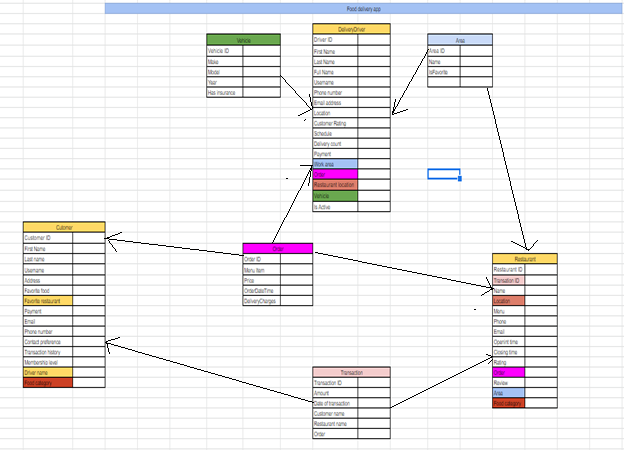 Food delivery app
DeliveryDriver
Driver ID
First Name
Last Name
Full Name
Username
Phone number
Email address
Location
Customer Rating
Schedule
Delivery count
Payment
Work area
Order
Restaurant location
Vehicle
Is Active
Vehicle
Vehicle ID
Make
Model
Year
Has insurance
Area
Area ID
Name
IsFavorite
Cutomer
Customer ID
First Name
Last name
Username
Address
Favorite food
Favorite restaurant
Payment
Email
Phone number
Contact preference
Transaction history
Membership level
Driver name
Food category
Order
Order ID
Menu Item
Price
Order/DateTime
DeliveryCharges
Restaurant
Restaurant ID
Transation ID
Name
Location
Menu
Phone
Email
Openint time
Closing time
Rating
Order
Review
Area
Food category
Transaction
Transaction ID
Amount
Date of transaction
Customer name
Restaurant name
Order